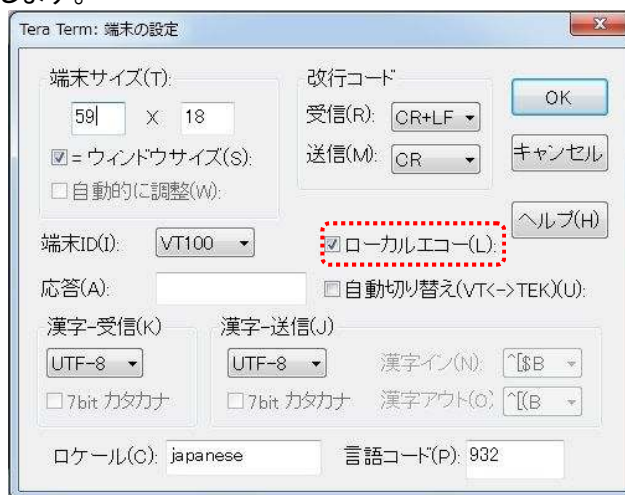 Tera Term: 端末の設定
端末サイズ(T):
59 X 18
= ウィンドウサイズ(S):
自動的に調整(W):
改行コード
受信(R): CR+LF
送信(M): CR
OK
キャンセル
ヘルプ(H)
端末ID(I): VT100
ローカルエコー(L):
応答(A):
自動切り替え(VT<->TEK)(U):
漢字-受信(K)
UTF-8
7bit カタカナ
漢字-送信(J)
UTF-8
7bit カタカナ
漢字イン(N): ^[$B
漢字アウト(O): ^[(B
ロケール(C): japanese
言語コード(P): 932